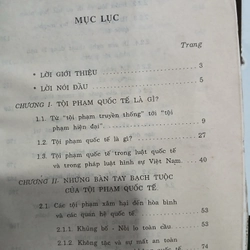 MỤC LỤC
Trang
• LỜI GIỚI THIỆU 3
• LỜI NÓI ĐẦU 5
CHƯƠNG I TỘI PHẠM QUỐC TẾ LÀ GÌ?
1.1. Từ "tội phạm truyền thống" tới "tội
phạm hiện đại". 9
1.2. Tội phạm quốc tế là gì? 27
1.3. Tội phạm quốc tế trong luật quốc tế
và trong pháp luật hình sự Việt Nam. 40
CHƯƠNG II NHỮNG BÀN TAY BẠCH TUỘC
CỦA TỘI PHẠM QUỐC TẾ.
2.1. Các tội phạm xâm hại đến hòa bình
và các quan hệ quốc tế 53
2.1.1. Khủng bố - Nỗi lo toàn cầu. 53
2.1.2. Không tặc và sự mất an toàn
74